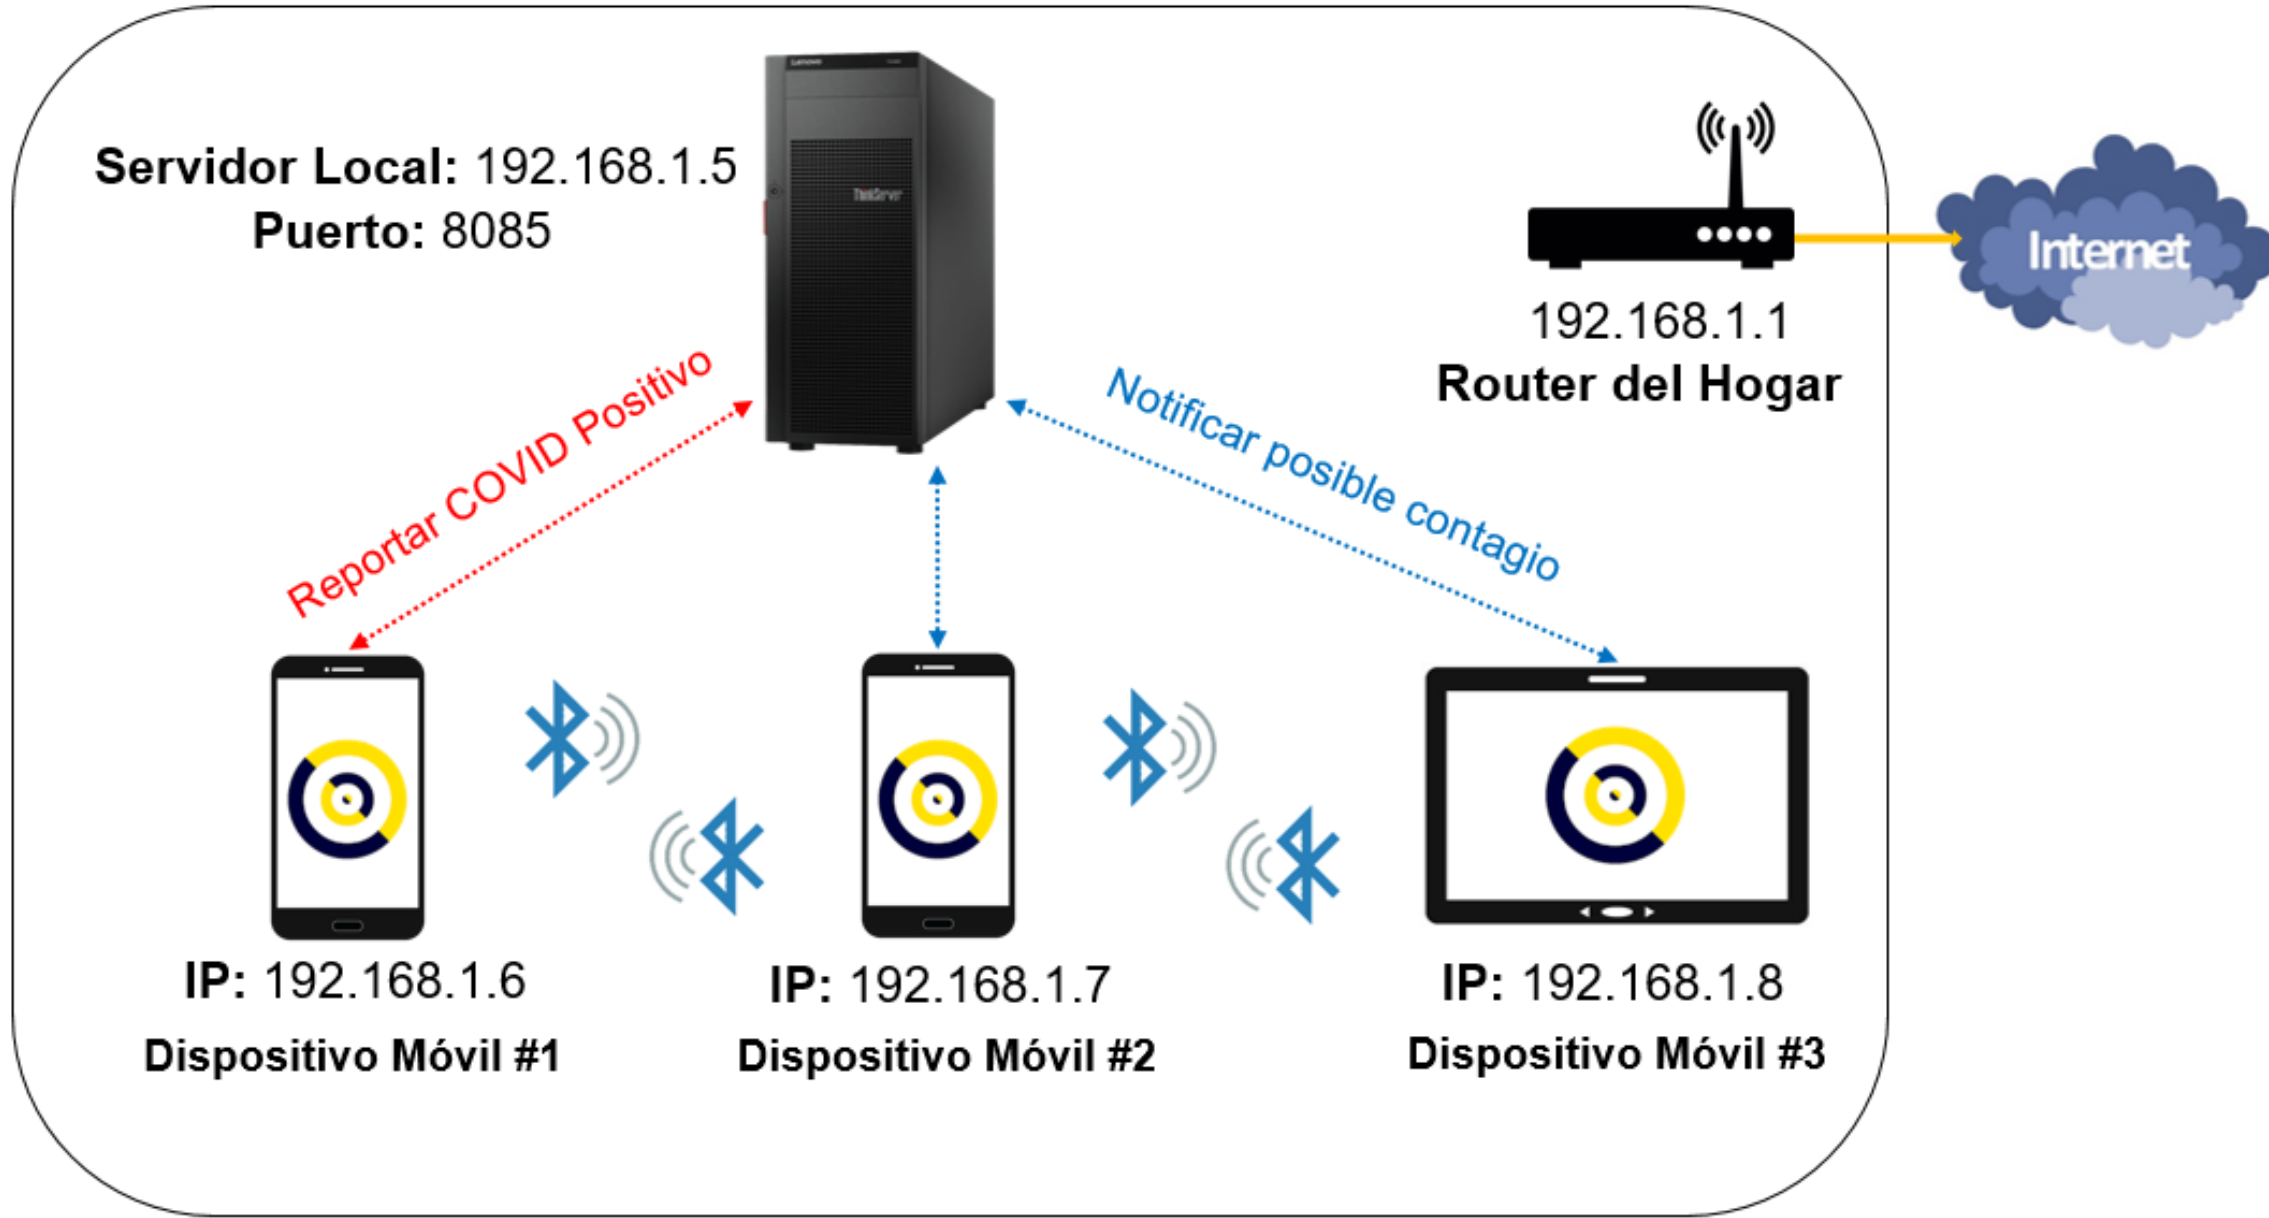 Lenovo
ThinkServer
Servidor Local: 192.168.1.5
Puerto: 8085
Internet
192.168.1.1
Router del Hogar
Reportar COVID Positivo
Notificar posible contagio
IP: 192.168.1.6
Dispositivo Móvil #1
IP: 192.168.1.7
Dispositivo Móvil #2
IP: 192.168.1.8
Dispositivo Móvil #3